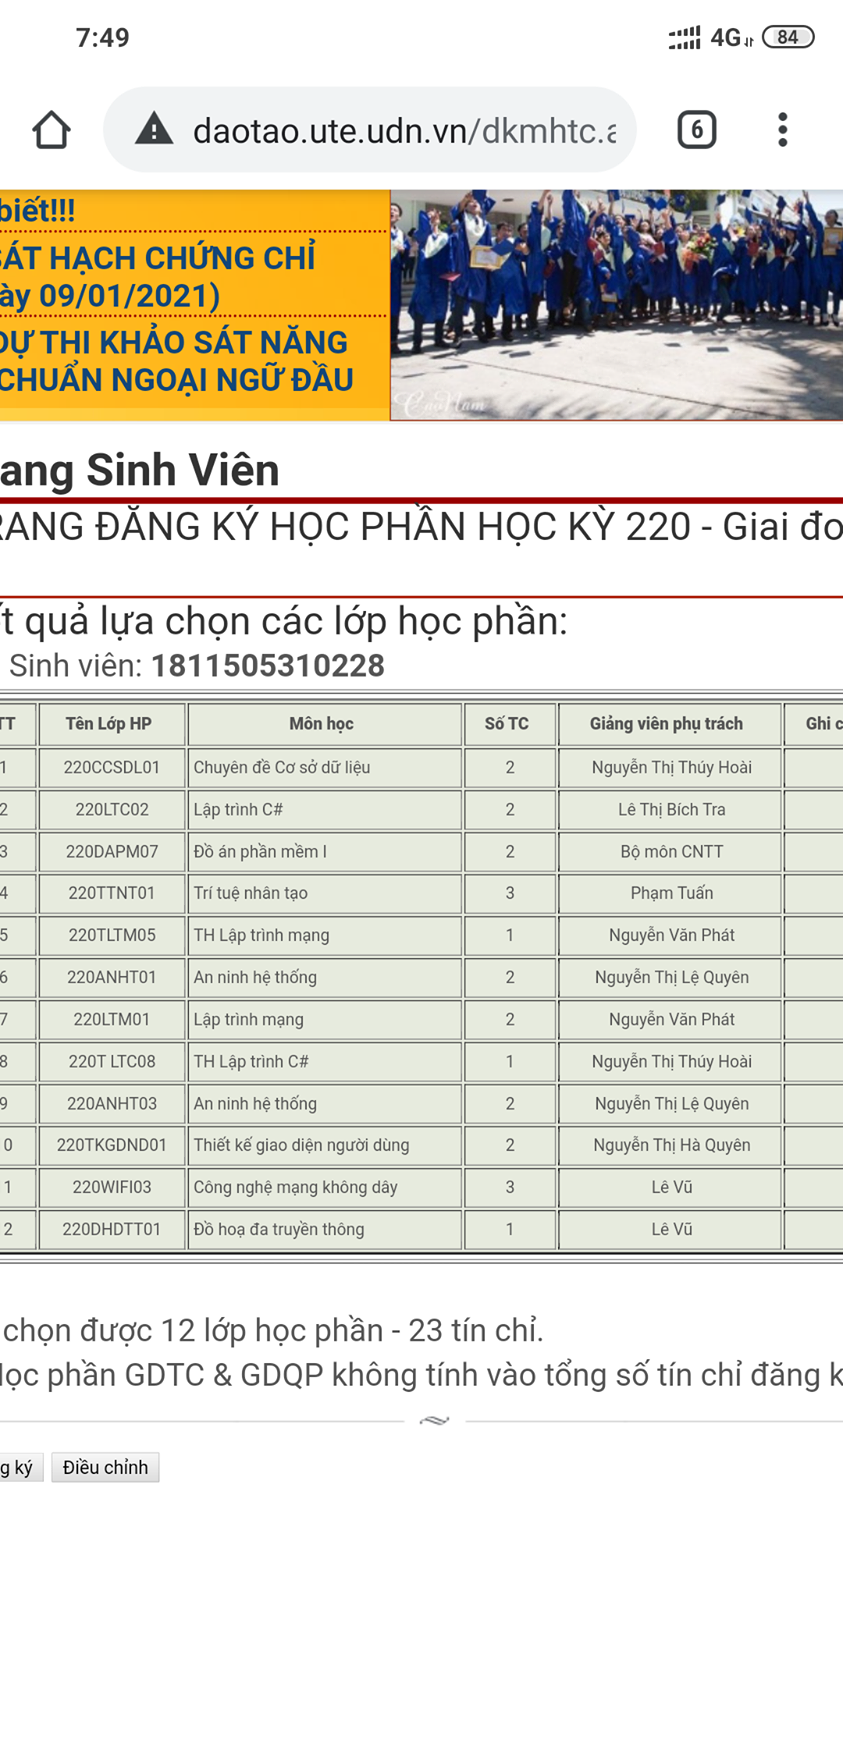 7:49 4G 84
daotao.ute.udn.vn/dkmhtc.a 6
biết!!!
SÁT HẠCH CHỨNG CHỈ
ày 09/01/2021)
DỰ THI KHẢO SÁT NĂNG
CHUẨN NGOẠI NGỮ ĐẦU
CaoNam
ang Sinh Viên
RANG ĐĂNG KÝ HỌC PHẦN HỌC KỲ 220 - Giai đo
ết quả lựa chọn các lớp học phần:
Sinh viên: 1811505310228
TT Tên Lớp HP Môn học Số TC Giảng viên phụ trách Ghi c
1 220CCSDL01 Chuyên đề Cơ sở dữ liệu 2 Nguyễn Thị Thúy Hoài
2 220LTC02 Lập trình C# 2 Lê Thị Bích Tra
3 220DAPM07 Đồ án phần mềm I 2 Bộ môn CNTT
4 220TTNT01 Trí tuệ nhân tạo 3 Phạm Tuấn
5 220TLTM05 TH Lập trình mạng 1 Nguyễn Văn Phát
6 220ANHT01 An ninh hệ thống 2 Nguyễn Thị Lệ Quyên
7 220LTM01 Lập trình mạng 2 Nguyễn Văn Phát
8 220T LTC08 TH Lập trình C# 1 Nguyễn Thị Thúy Hoài
9 220ANHT03 An ninh hệ thống 2 Nguyễn Thị Lệ Quyên
0 220TKGDND01 Thiết kế giao diện người dùng 2 Nguyễn Thị Hà Quyên
1 220WIFI03 Công nghệ mạng không dây 3 Lê Vũ
2 220DHDTT01 Đồ hoạ đa truyền thông 1 Lê Vũ
chọn được 12 lớp học phần - 23 tín chỉ.
Học phần GDTC & GDQP không tính vào tổng số tín chỉ đăng k
g ký Điều chỉnh